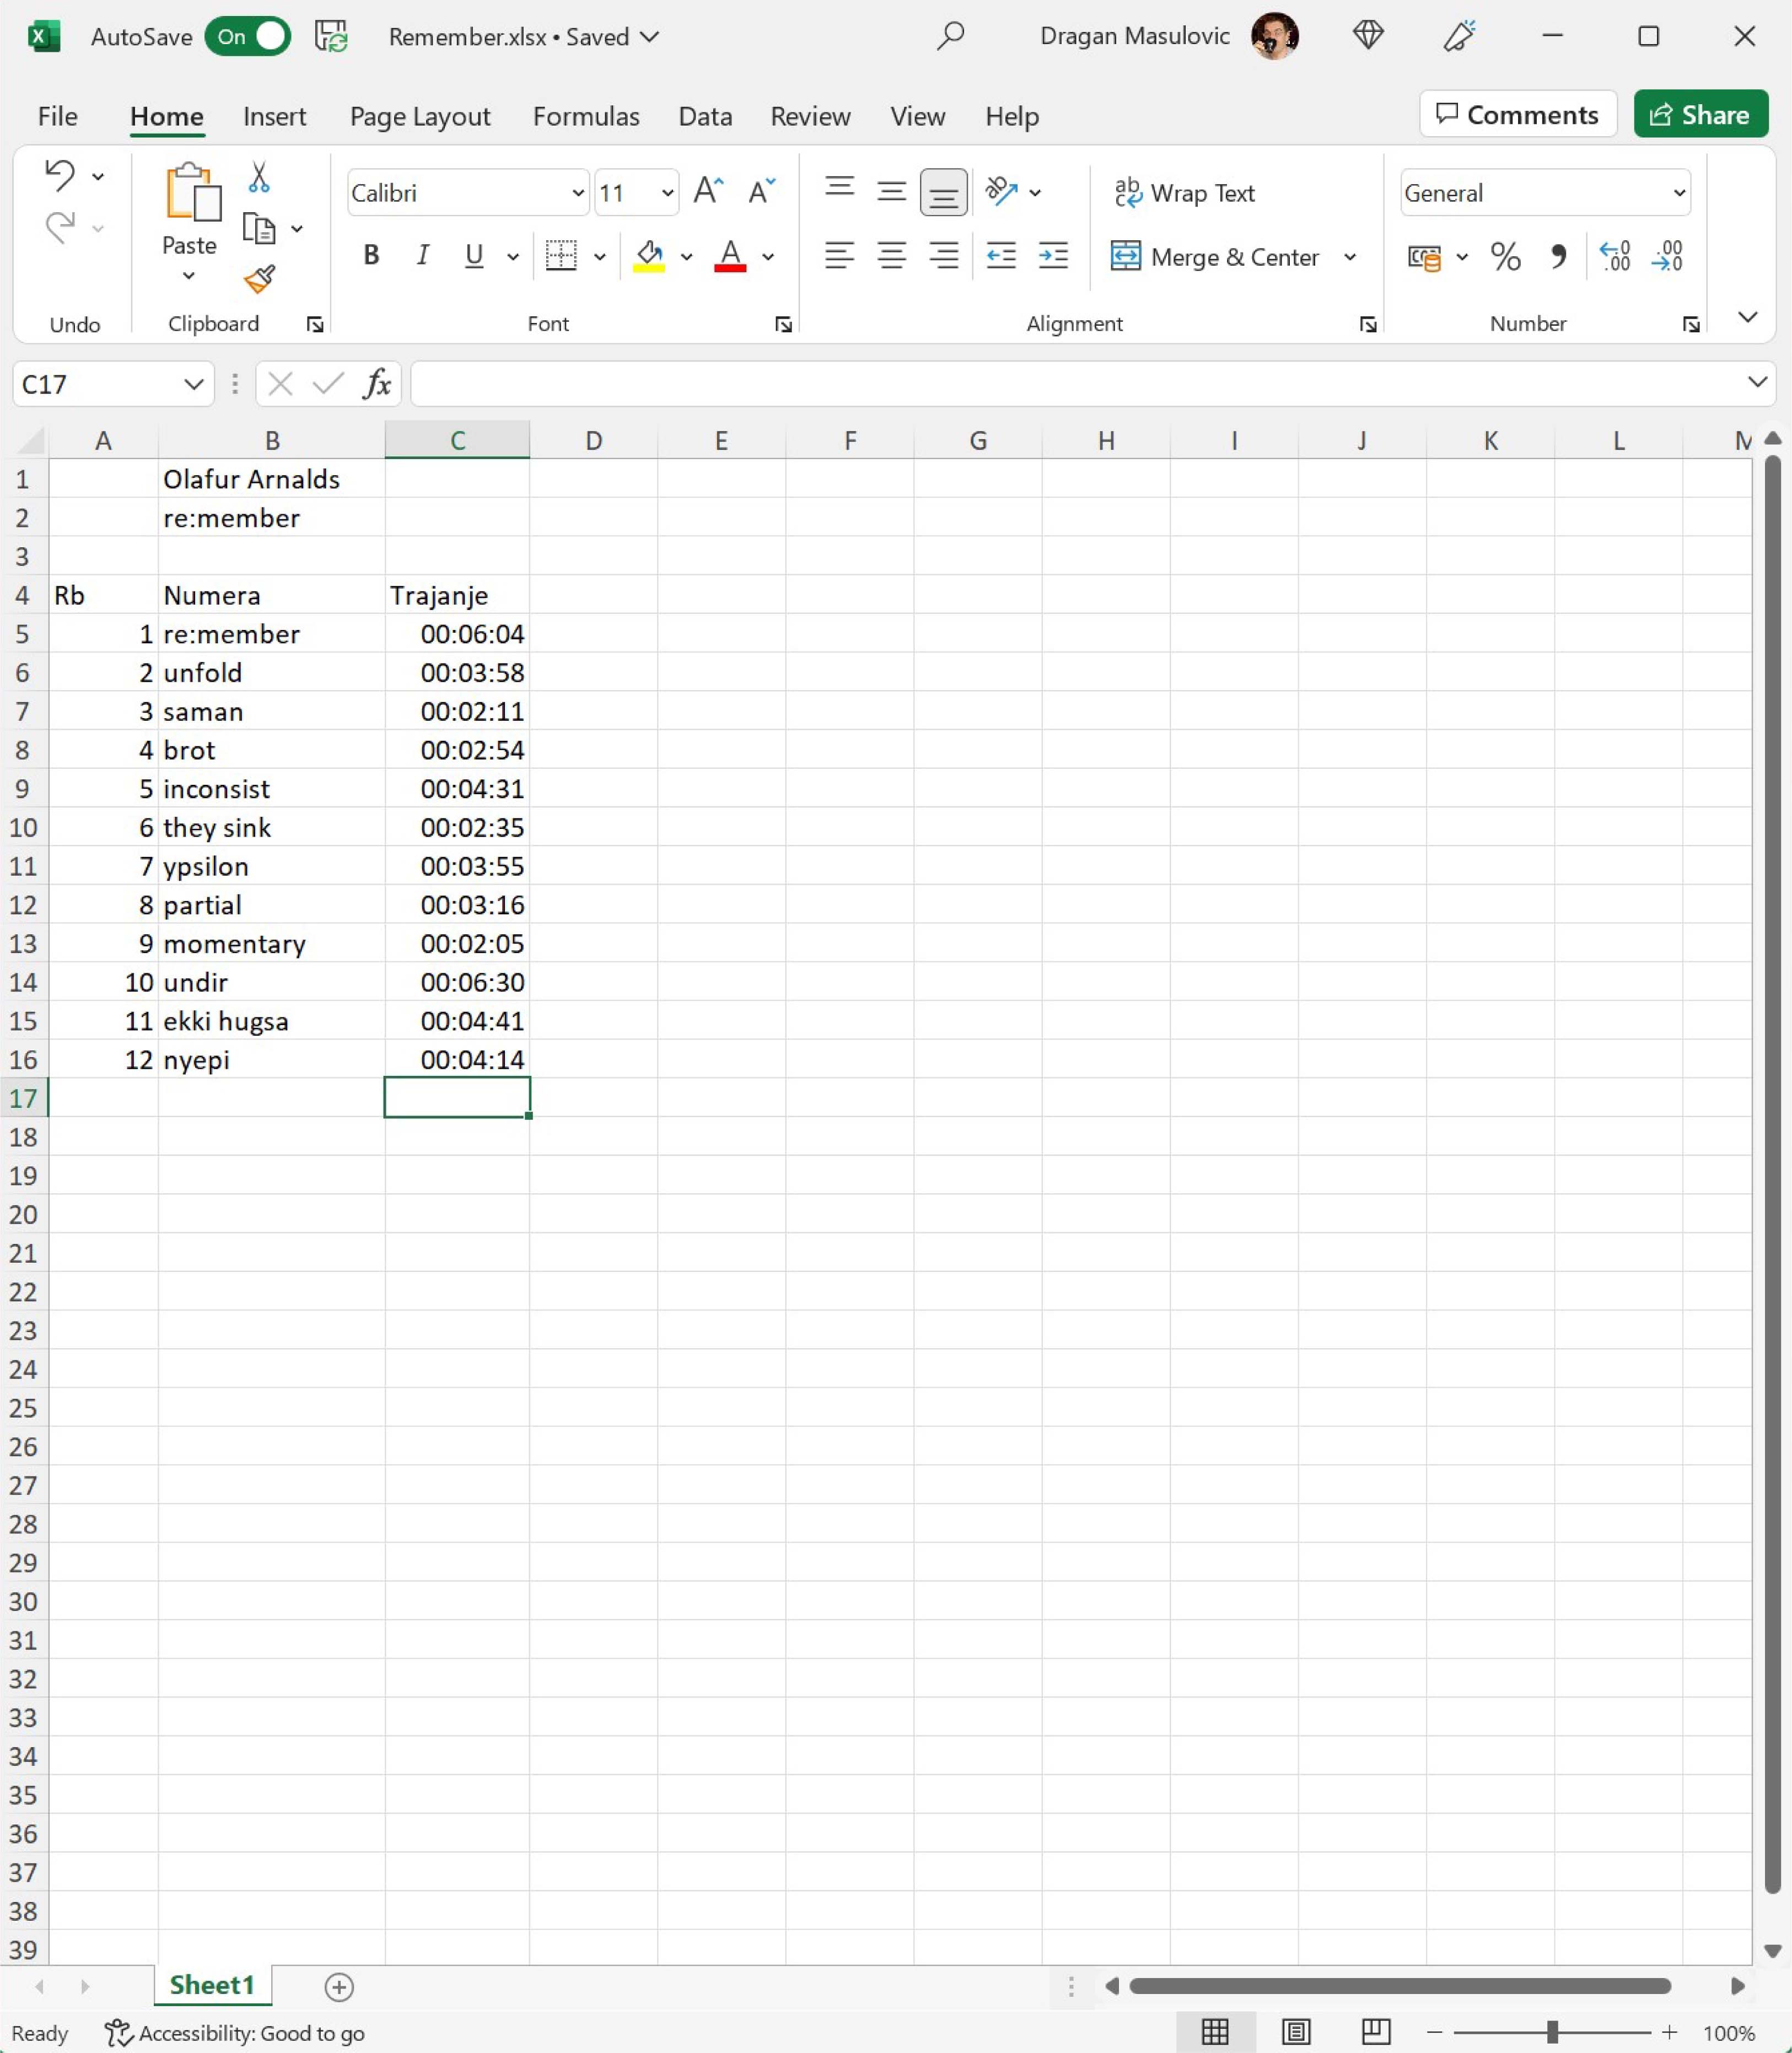 AutoSave On Remember.xlsx • Saved Dragan Masulovic
File Home Insert Page Layout Formulas Data Review View Help Comments Share
Paste Calibri 11 Wrap Text General
B I U Merge & Center
Undo Clipboard Font Alignment Number
C17 fx
A B C D E F G H I J K L M
1 Olafur Arnalds
2 re:member
3
4 Rb Numera Trajanje
5 1 re:member 00:06:04
6 2 unfold 00:03:58
7 3 saman 00:02:11
8 4 brot 00:02:54
9 5 inconsist 00:04:31
10 6 they sink 00:02:35
11 7 ypsilon 00:03:55
12 8 partial 00:03:16
13 9 momentary 00:02:05
14 10 undir 00:06:30
15 11 ekki hugsa 00:04:41
16 12 nyepi 00:04:14
17
18
19
20
21
22
23
24
25
26
27
28
29
30
31
32
33
34
35
36
37
38
39
Sheet1
Ready Accessibility: Good to go 100%